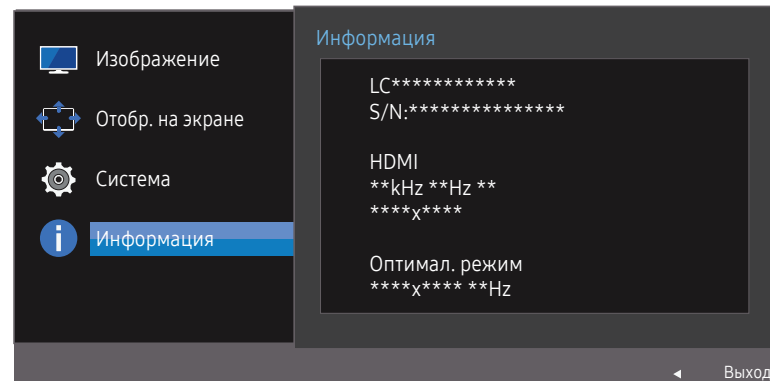 Изображение
Отобр. на экране
Система
Информация
Информация
LC************
S/N:***************
HDMI
**kHz **Hz **
****x****
Оптимал. режим
****x**** **Hz
Выход